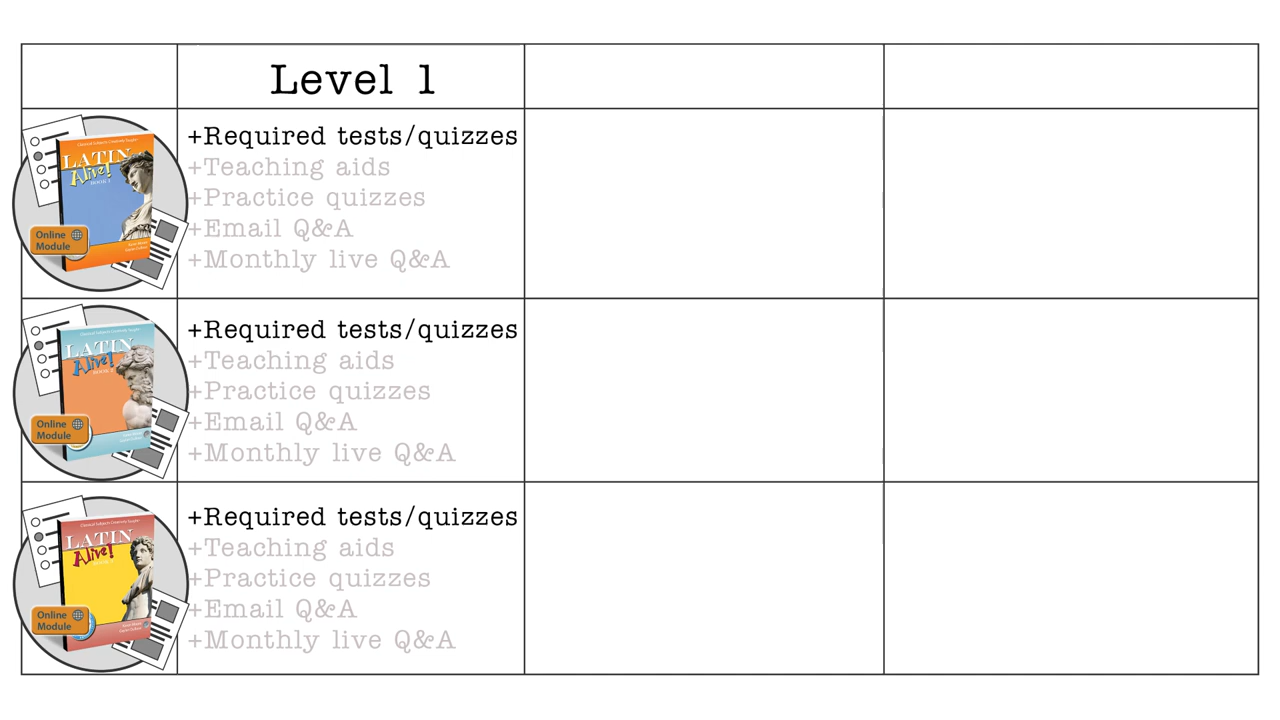 Level 1
LATIN
Alive!
Online
Module
+Required tests/quizzes
+Teaching aids
+Practice quizzes
+Email Q&A
+Monthly live Q&A
LATIN
Alive!
Online
Module
+Required tests/quizzes
+Teaching aids
+Practice quizzes
+Email Q&A
+Monthly live Q&A
LATIN
Alive!
Online
Module
+Required tests/quizzes
+Teaching aids
+Practice quizzes
+Email Q&A
+Monthly live Q&A